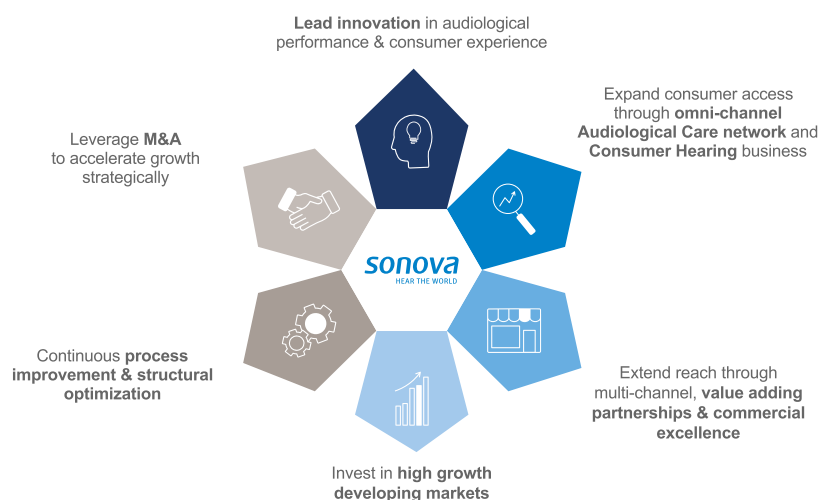 Lead innovation in audiological
performance & consumer experience
Expand consumer access
through omni-channel
Audiological Care network and
Consumer Hearing business
Leverage M&A
to accelerate growth
strategically
sonova
HEAR THE WORLD
Continuous process
improvement & structural
optimization
Extend reach through
multi-channel, value adding
partnerships & commercial
excellence
Invest in high growth
developing markets